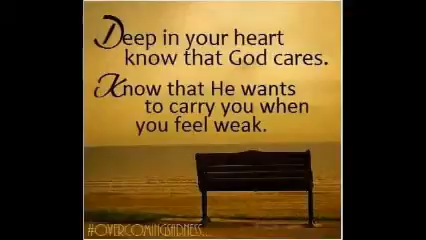 Deep in your heart
know that God cares.
Know that He wants
to carry you when
you feel weak.
#OVERCOMINGSADNESS...